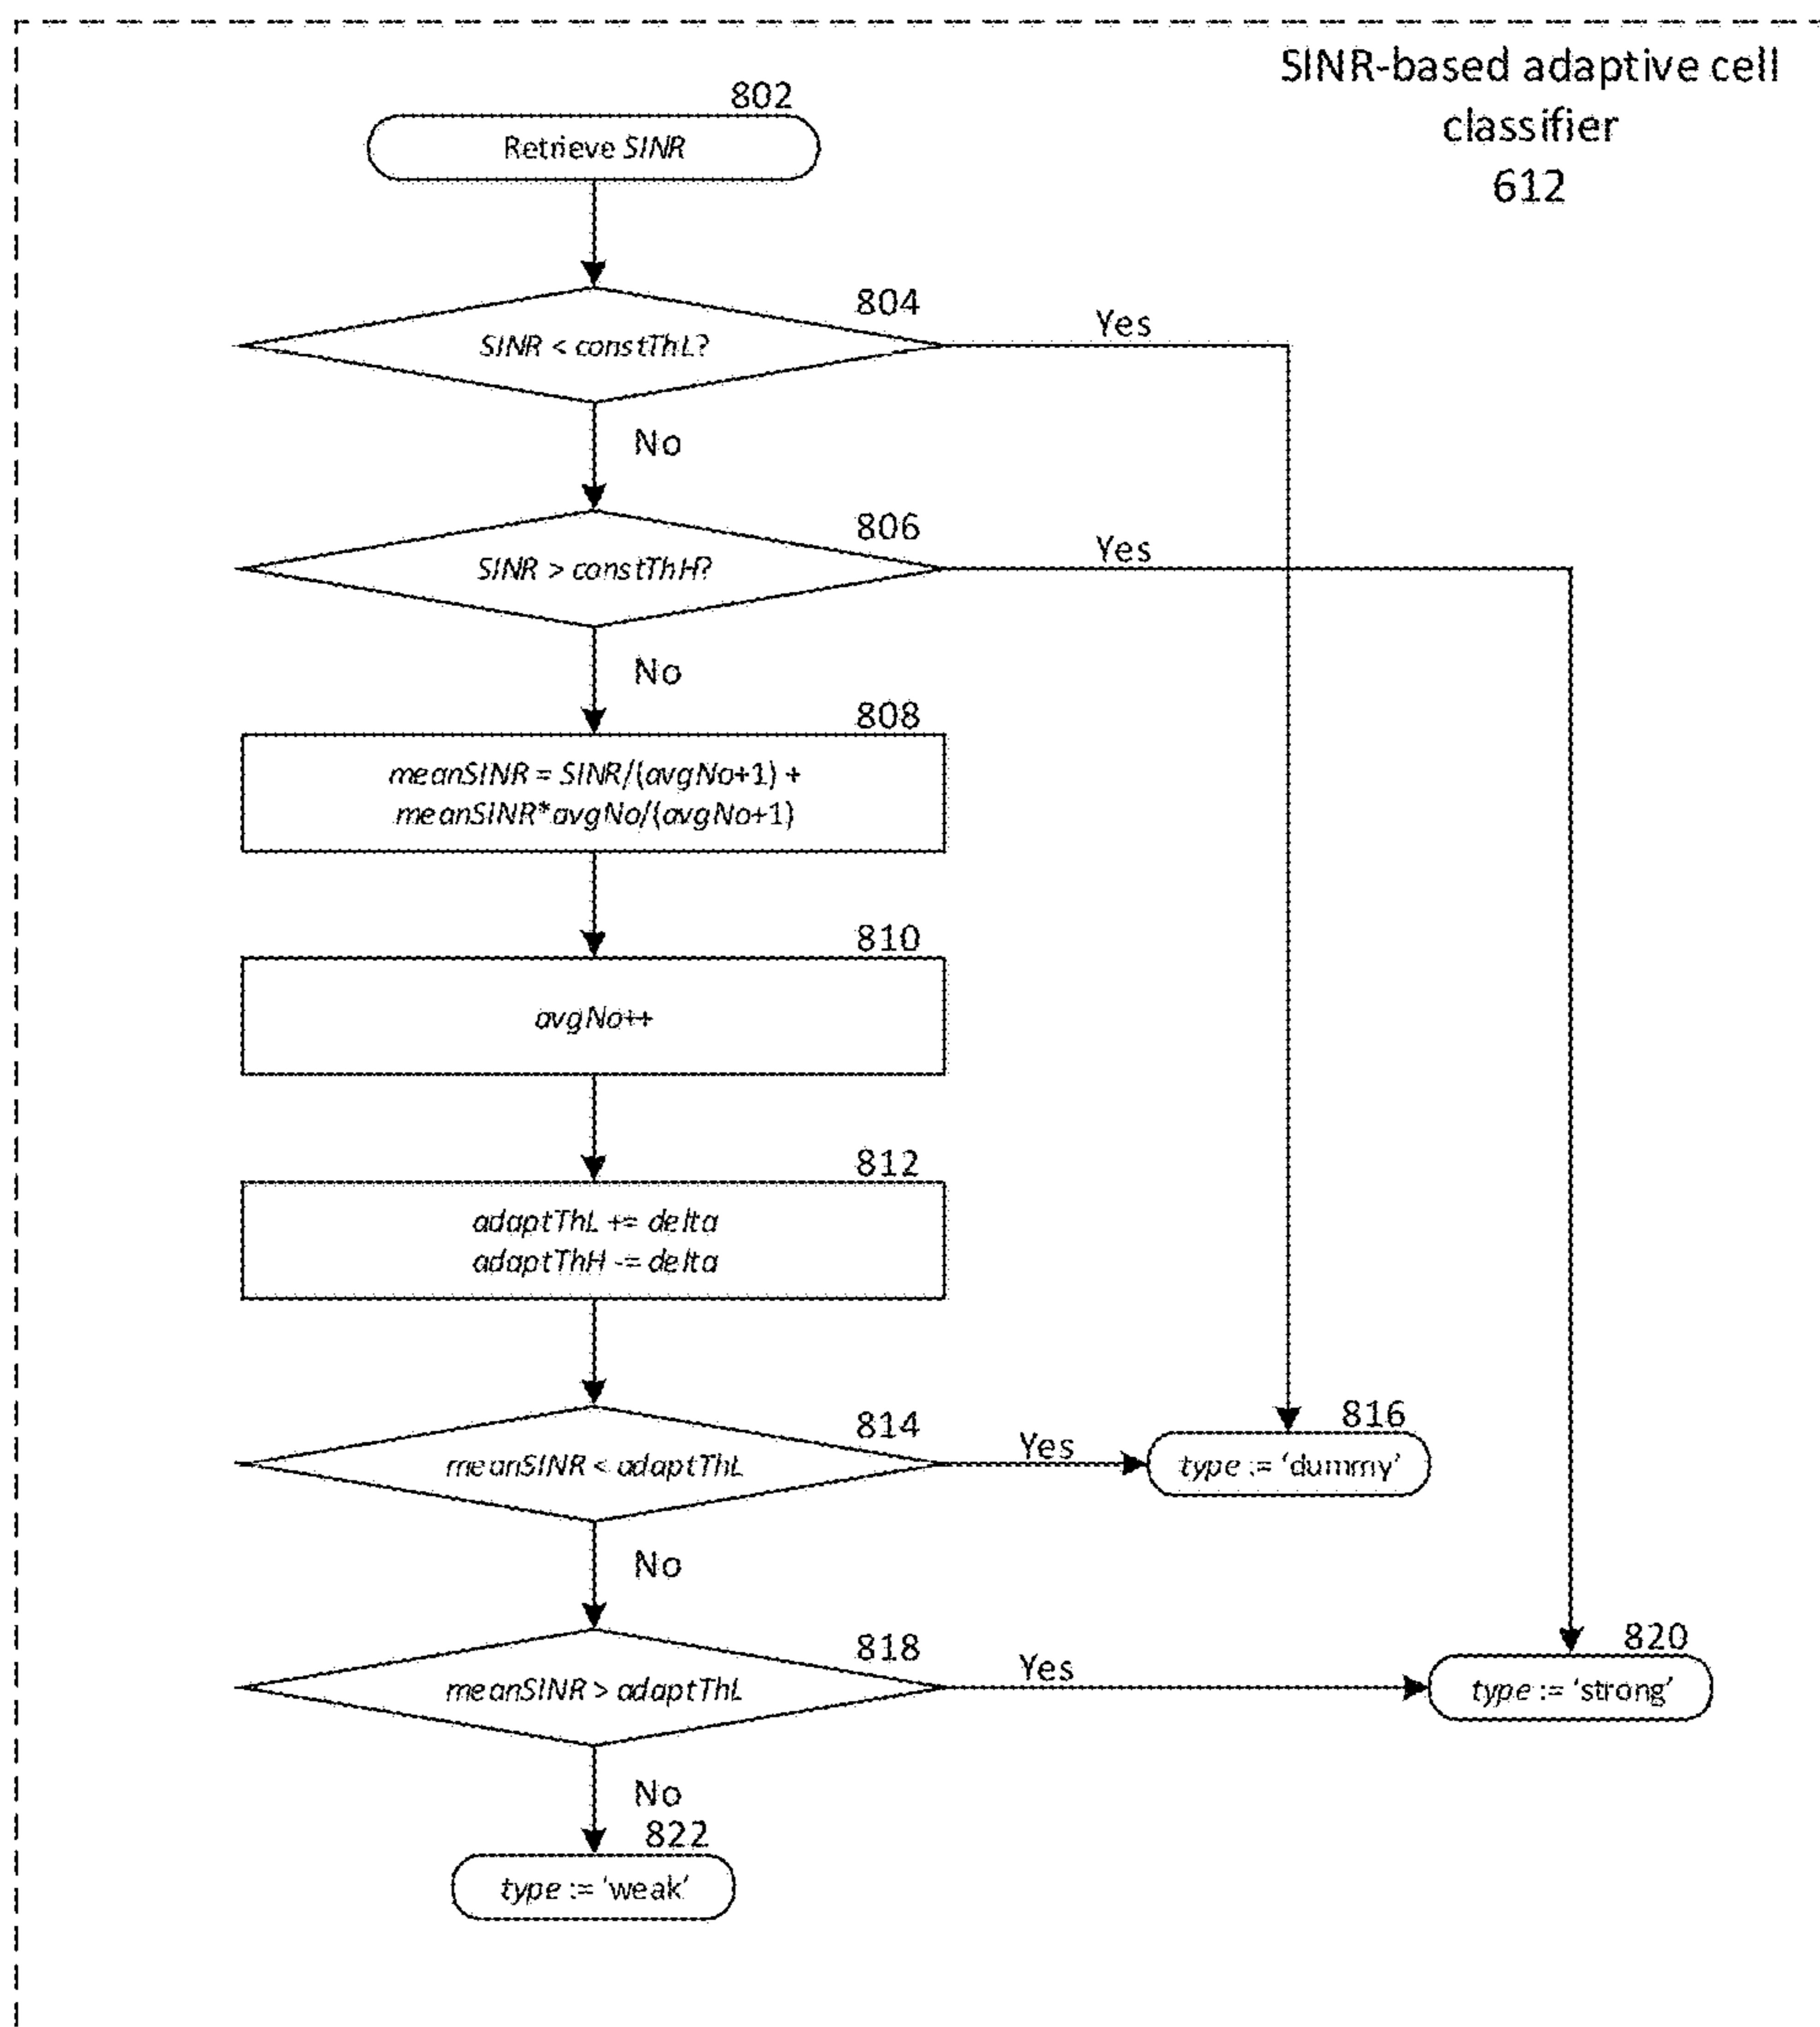 SINR-based adaptive cell
classifier
612
802
Retrieve SINR
804
SINR < constThL?
Yes
No
806
SINR > constThH?
Yes
No
808
meanSINR = SINR/(avgNo+1) +
meanSINR*avgNo/(avgNo+1)
810
avgNo++
812
adaptThL += delta
adaptThH -= delta
814
meanSINR < adaptThL
Yes
816
type := ‘dummy’
No
818
meanSINR > adaptThL
Yes
820
type := ‘strong’
No
822
type := ‘weak’